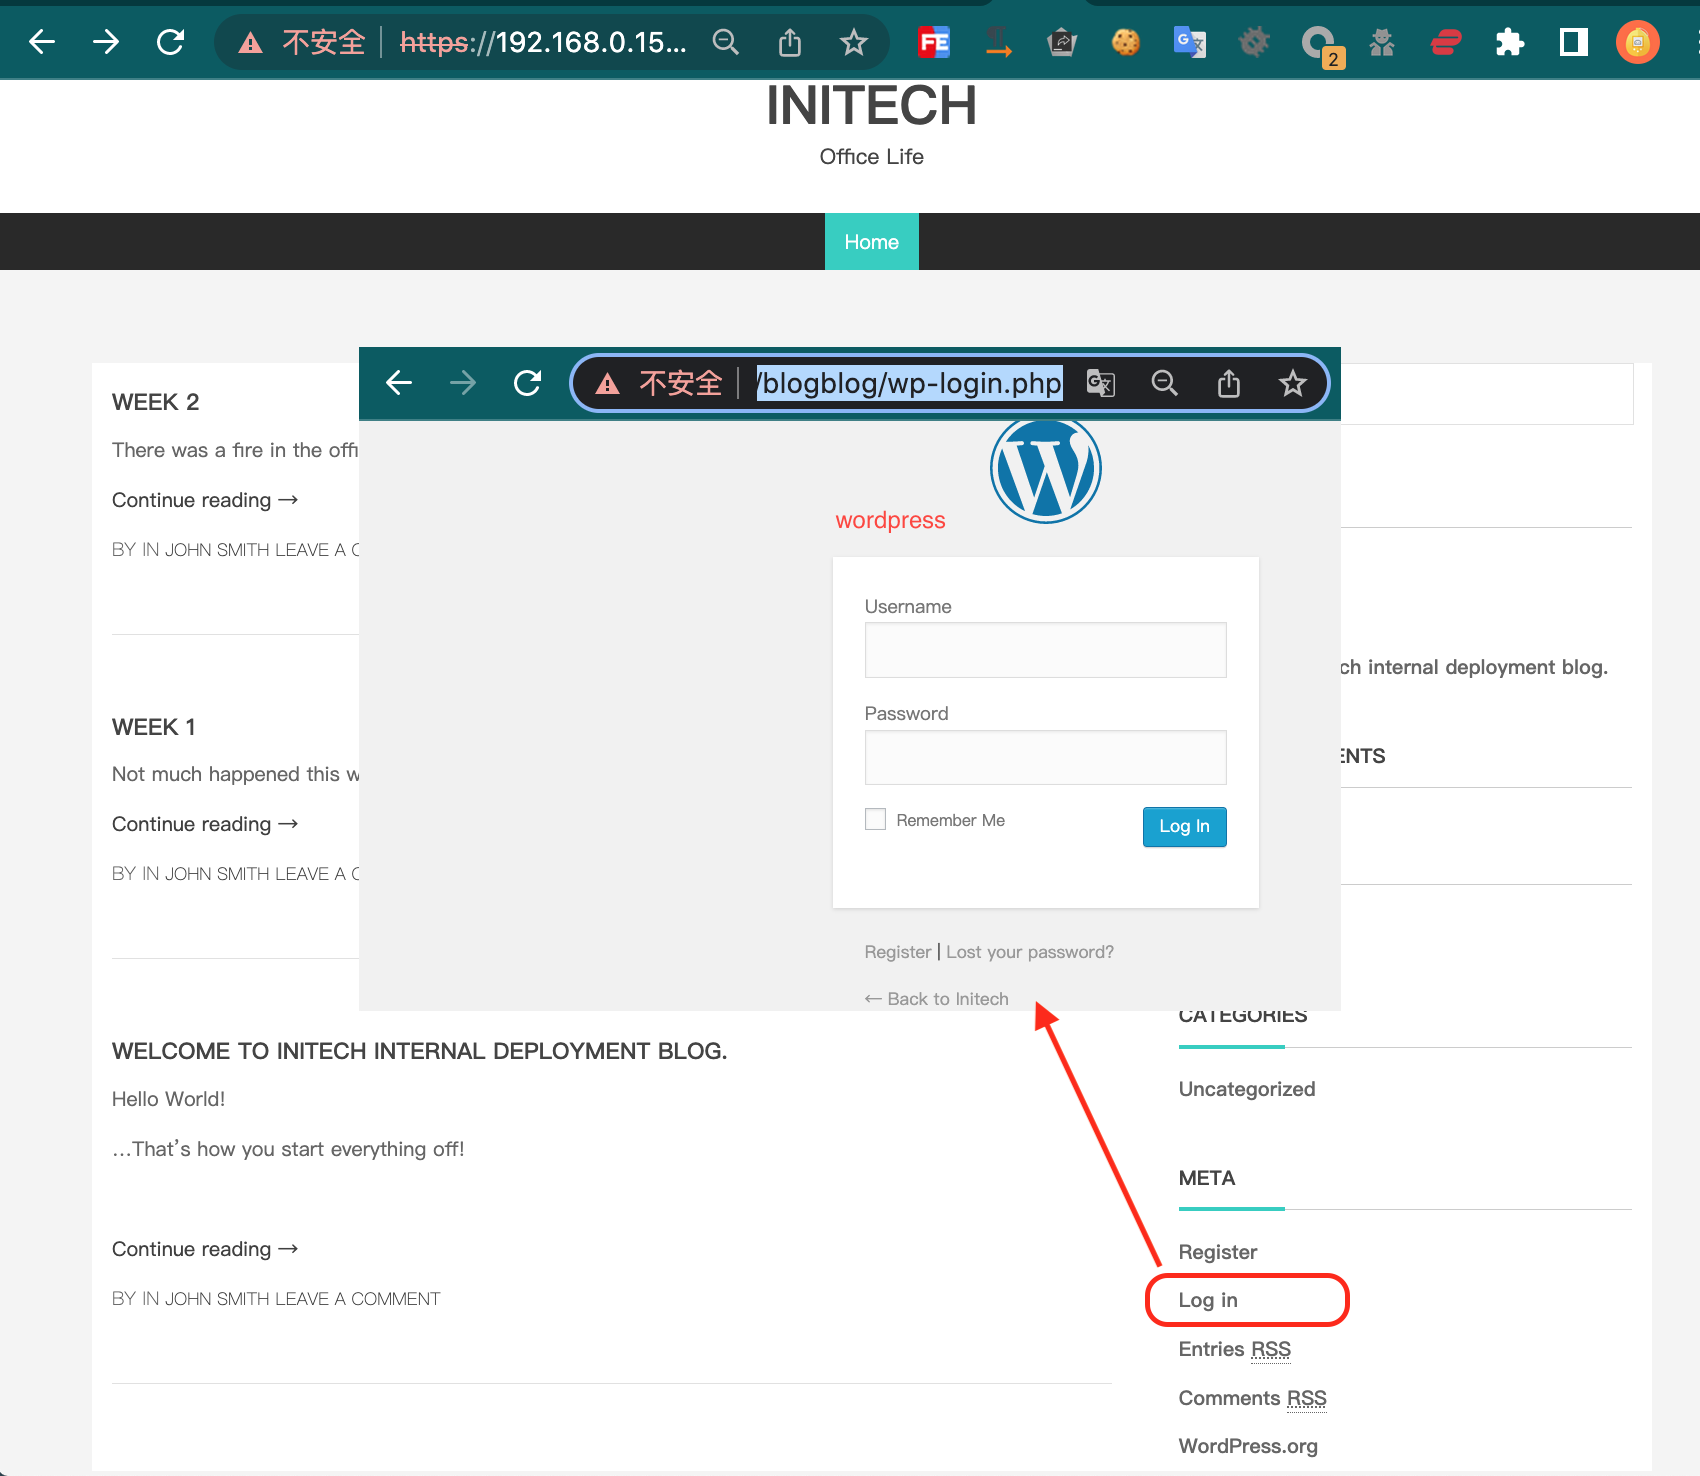 不安全 https://192.168.0.15...
FE
G 文
2
INITECH
Office Life
Home
不安全 /blogblog/wp-login.php
wordpress
Username
Password
Remember Me
Log In
Register | Lost your password?
← Back to Initech
WEEK 2
There was a fire in the offi
Continue reading →
BY IN JOHN SMITH LEAVE A C
WEEK 1
Not much happened this w
Continue reading →
BY IN JOHN SMITH LEAVE A C
WELCOME TO INITECH INTERNAL DEPLOYMENT BLOG.
Hello World!
...That's how you start everything off!
Continue reading →
BY IN JOHN SMITH LEAVE A COMMENT
ch internal deployment blog.
ENTS
CATEGORIES
Uncategorized
META
Register
Log in
Entries RSS
Comments RSS
WordPress.org